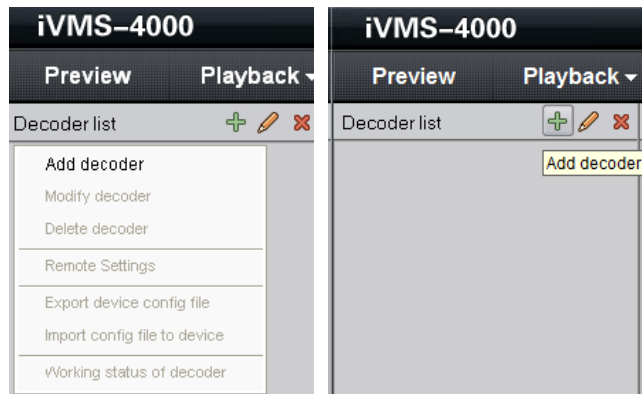 iVMS-4000
Preview Playback
Decoder list
Add decoder
Modify decoder
Delete decoder
Remote Settings
Export device config file
Import config file to device
Working status of decoder
iVMS-4000
Preview Playback
Decoder list
Add decoder